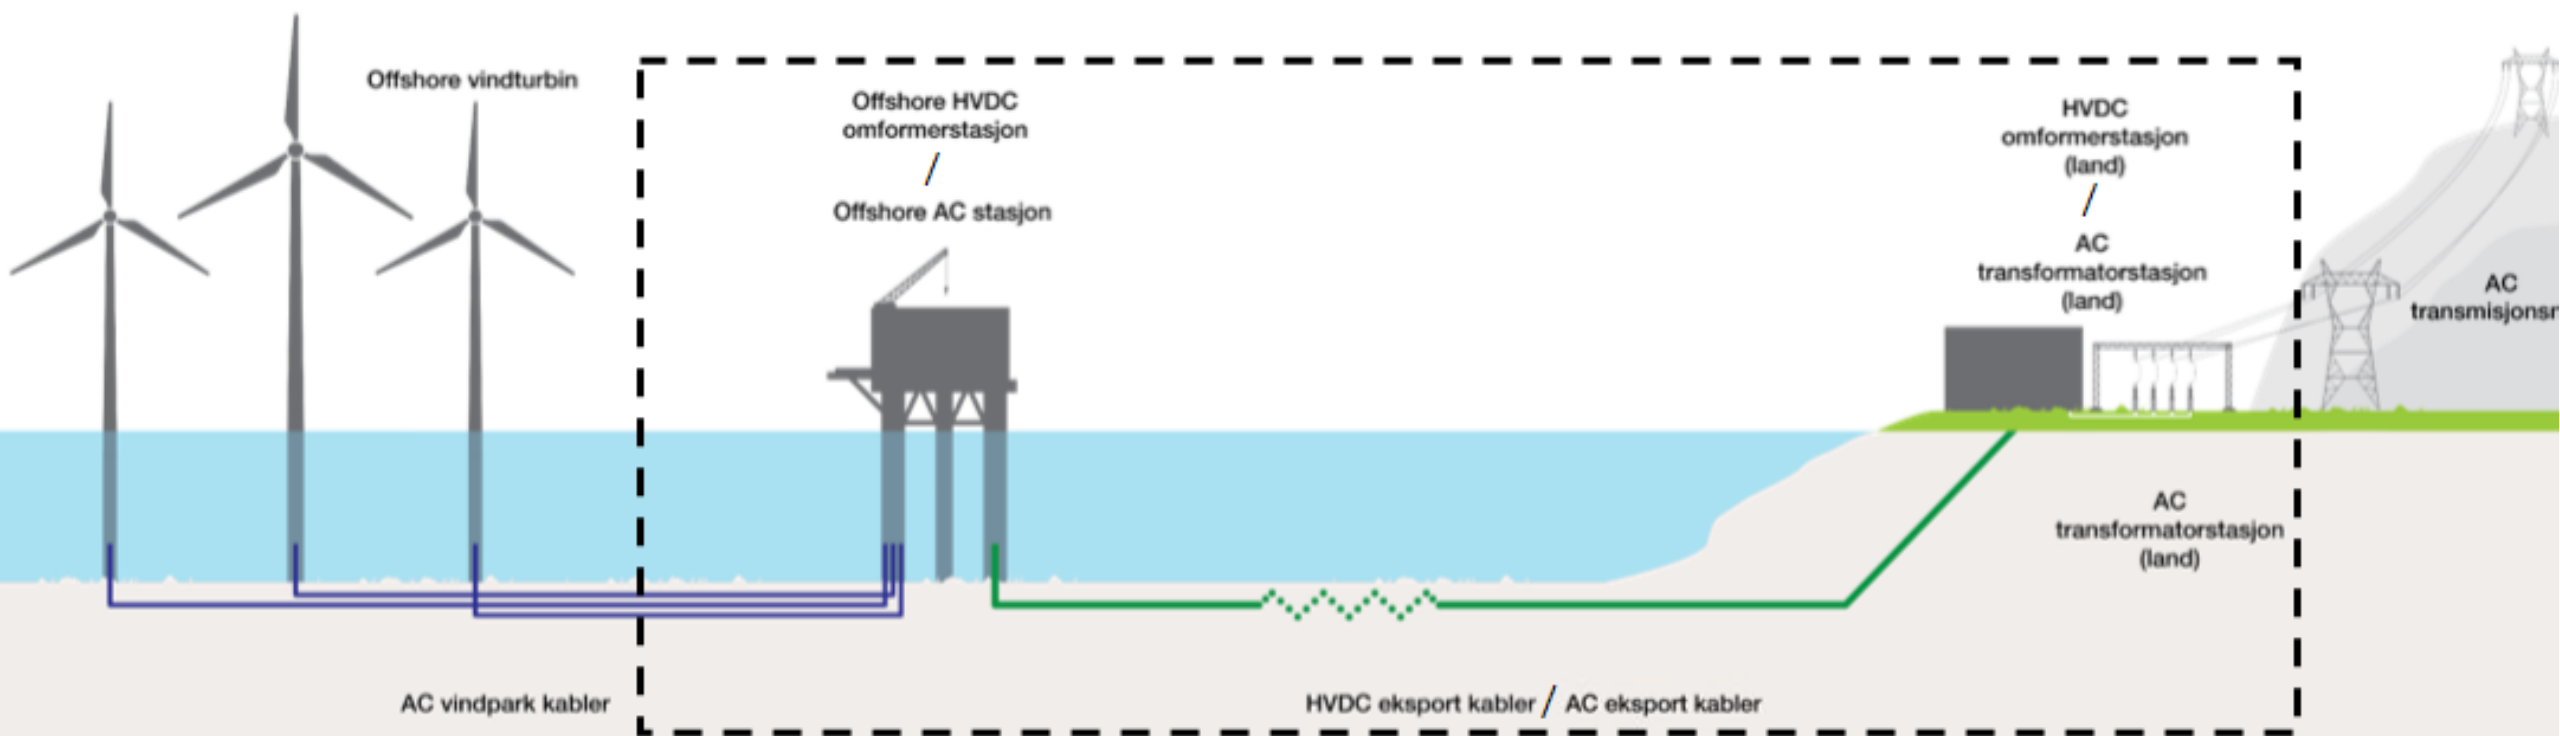 Offshore vindturbin
Offshore HVDC
omformerstasjon
/
Offshore AC stasjon
HVDC
omformerstasjon
(land)
/
AC
transformatorstasjon
(land)
AC
AC
transformatorstasjon
(land)
AC vindpark kabler
HVDC eksport kabler / AC eksport kabler